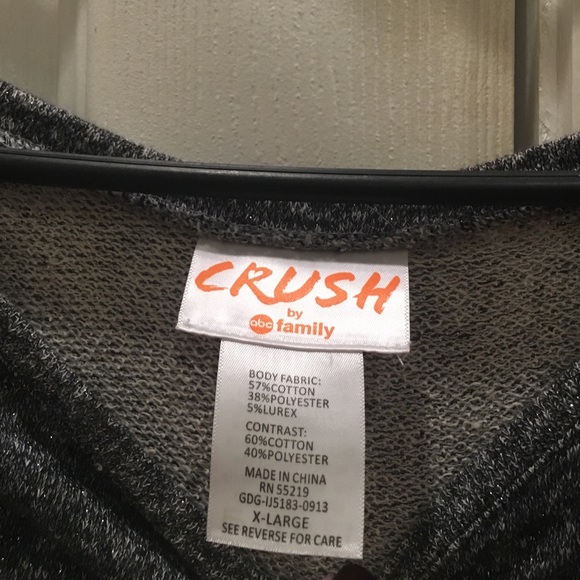 CRUSH
by
abc family
BODY FABRIC:
57%COTTON
38%POLYESTER
5%LUREX
CONTRAST:
60%COTTON
40%POLYESTER
MADE IN CHINA
RN 55219
GDG-IJ5183-0913
X-LARGE
SEE REVERSE FOR CARE